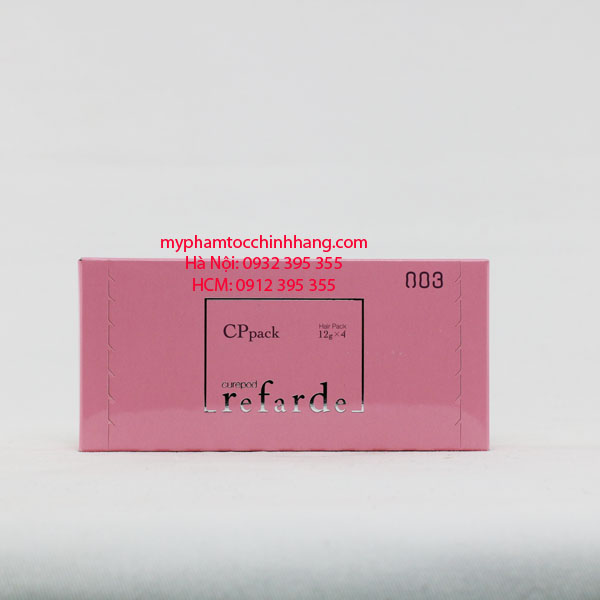 myphamtocchinhhang.com
Hà Nội: 0932 395 355
HCM: 0912 395 355
003
CPpack
Hair Pack
12g×4
curepod
refarde